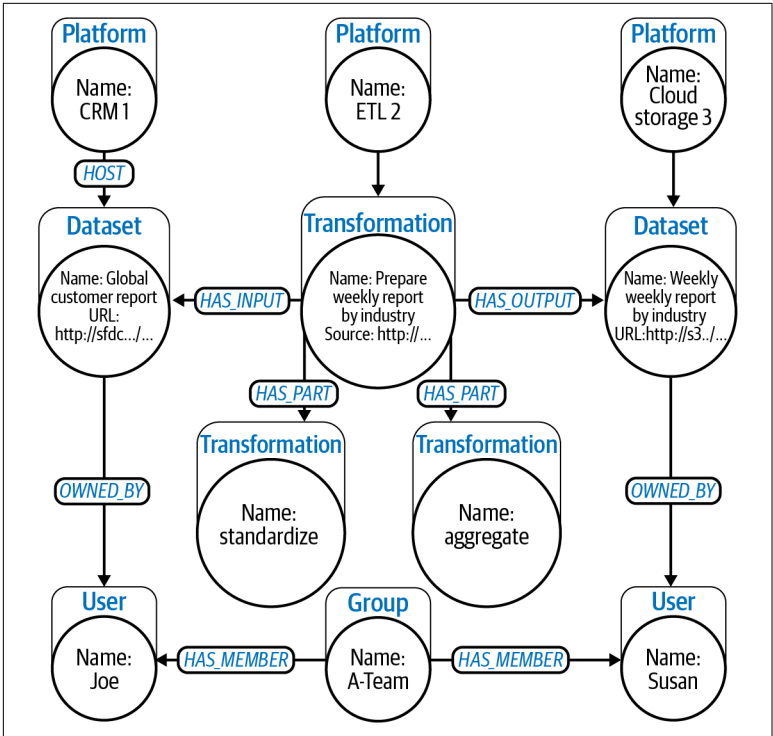 Platform
Name:
CRM 1
Platform
Name:
ETL 2
Platform
Name:
Cloud
storage 3
HOST
Dataset
Name: Global
customer report
URL:
http://sfdc.../...
HAS_INPUT
Transformation
Name: Prepare
weekly report
by industry
Source: http://...
HAS_OUTPUT
Dataset
Name: Weekly
weekly report
by industry
URL:http://s3../...
HAS_PART
HAS_PART
Transformation
Name:
standardize
Transformation
Name:
aggregate
OWNED_BY
OWNED_BY
User
Name:
Joe
HAS_MEMBER
Group
Name:
A-Team
HAS_MEMBER
User
Name:
Susan